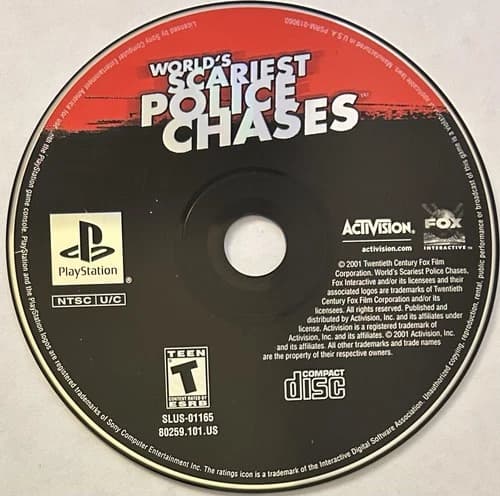 WORLD'S
SCARIEST
POLICE
CHASES™
PlayStation®
NTSC U/C
ACTIVISION.
activision.com
FOX
INTERACTIVE™
© 2001 Twentieth Century Fox Film
Corporation. World's Scariest Police Chases,
Fox Interactive and/or its licensees and their
associated logos are trademarks of Twentieth
Century Fox Film Corporation and/or its
licensees. All rights reserved. Published and
distributed by Activision, Inc. and its affiliates under
license. Activision is a registered trademark of
Activision, Inc. and its affiliates. © 2001 Activision, Inc.
and its affiliates. All other trademarks and trade names
are the property of their respective owners.
TEEN
T
CONTENT RATED BY
ESRB
SLUS-01165
80259.101.US
COMPACT
disc
Licensed by Sony Computer Entertainment America for use with the PlayStation game console. PlayStation and the PlayStation logos are registered trademarks of Sony Computer Entertainment Inc. The ratings icon is a trademark of the Interactive Digital Software Association. Unauthorized copying, reproduction, rental, public performance or broadcast of this game is a violation of applicable laws. Manufactured in U.S.A. PSRM-019060